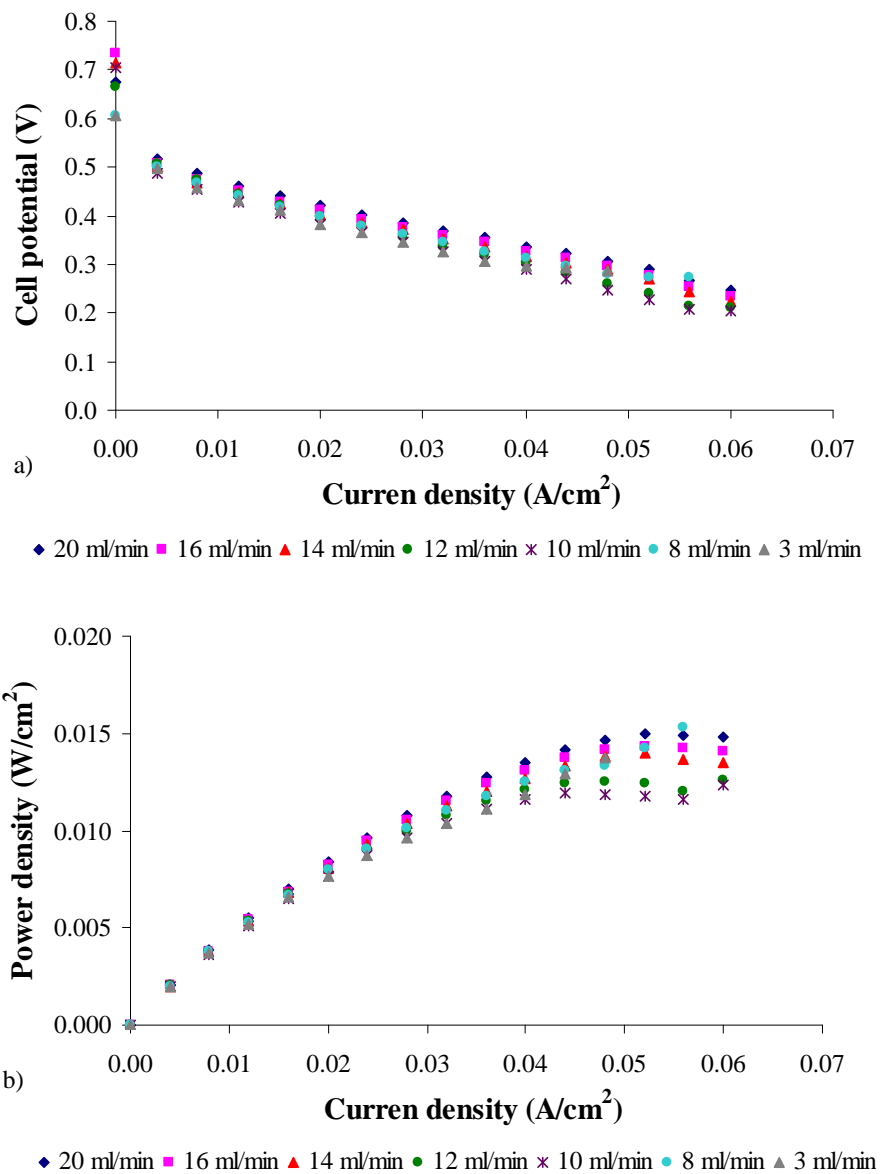 0.8
0.7
0.6
0.5
0.4
0.3
0.2
0.1
0.0
Cell potential (V)
0.00 0.01 0.02 0.03 0.04 0.05 0.06 0.07
a)
Curren density (A/cm²)
20 ml/min 16 ml/min 14 ml/min 12 ml/min 10 ml/min 8 ml/min 3 ml/min
0.020
0.015
0.010
0.005
0.000
Power density (W/cm²)
0.00 0.01 0.02 0.03 0.04 0.05 0.06 0.07
b)
Curren density (A/cm²)
20 ml/min 16 ml/min 14 ml/min 12 ml/min 10 ml/min 8 ml/min 3 ml/min